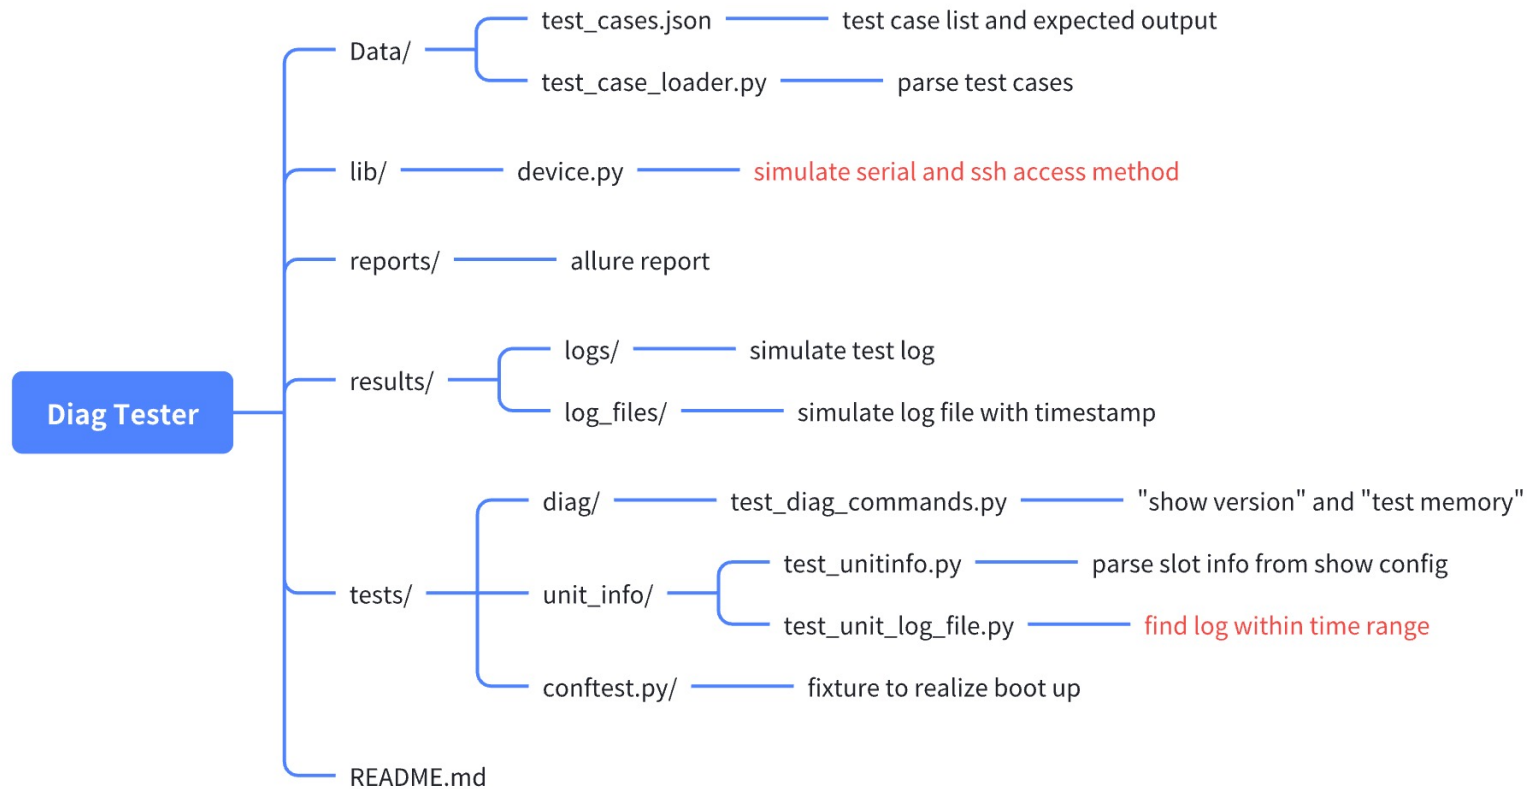 Diag Tester
Data/
test_cases.json
test case list and expected output
test_case_loader.py
parse test cases
lib/
device.py
simulate serial and ssh access method
reports/
allure report
results/
logs/
simulate test log
log_files/
simulate log file with timestamp
tests/
diag/
test_diag_commands.py
"show version" and "test memory"
unit_info/
test_unitinfo.py
parse slot info from show config
test_unit_log_file.py
find log within time range
conftest.py/
fixture to realize boot up
README.md